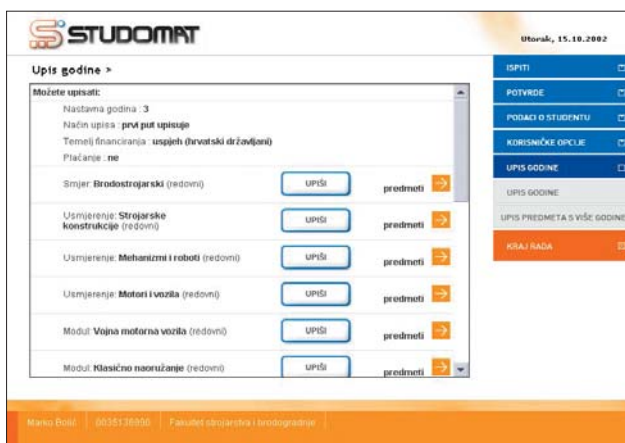 STUDOMAT
Utorak, 15.10.2002
Upis godine >
Možete upisati:
Nastavna godina : 3
Način upisa : prvi put upisuje
Temelj financiranja : uspjeh (hrvatski državljani)
Plaćanje : ne
Smjer: Brodostrojarski (redovni) UPIŠI predmeti
Usmjerenje: Strojarske
konstrukcije (redovni) UPIŠI predmeti
Usmjerenje: Mehanizmi i roboti (redovni) UPIŠI predmeti
Usmjerenje: Motori i vozila (redovni) UPIŠI predmeti
Modul: Vojna motorna vozila (redovni) UPIŠI predmeti
Modul: Klasično naoružanje (redovni) UPIŠI predmeti
ISPITI
POTVRDE
PODACI O STUDENTU
KORISNIČKE OPCIJE
UPIS GODINE
UPIS GODINE
UPIS PREDMETA S VIŠE GODINE
KRAJ RADA
Marko Fakultet strojarstva i brodogradnje